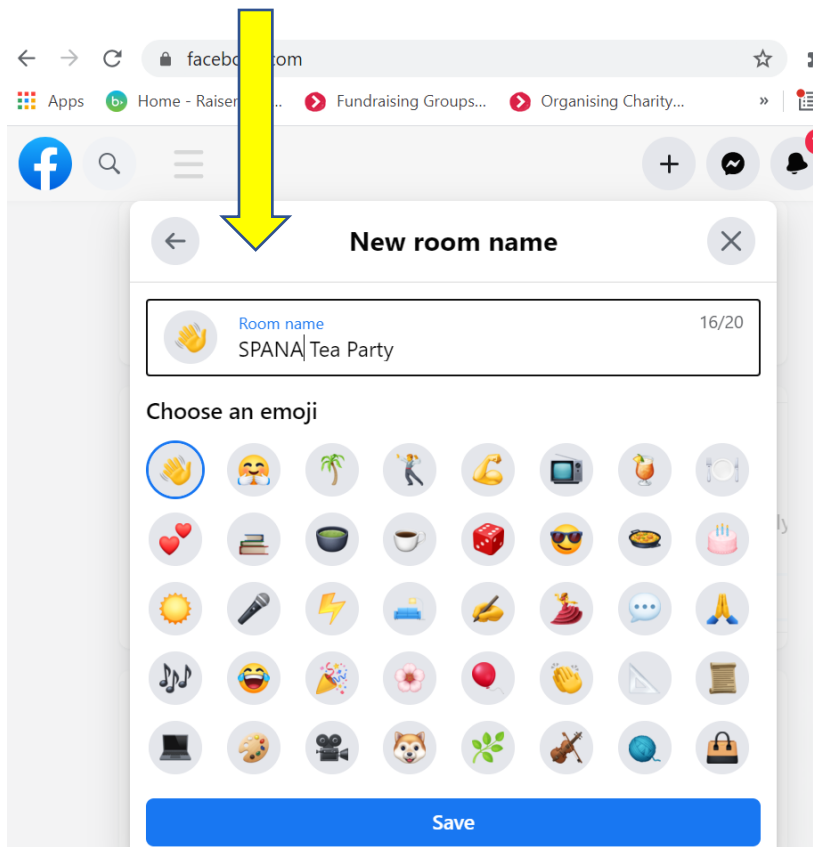 facebo om
Apps Home - Raiser ... Fundraising Groups... Organising Charity... »
New room name
Room name 16/20
SPANA Tea Party
Choose an emoji
Save